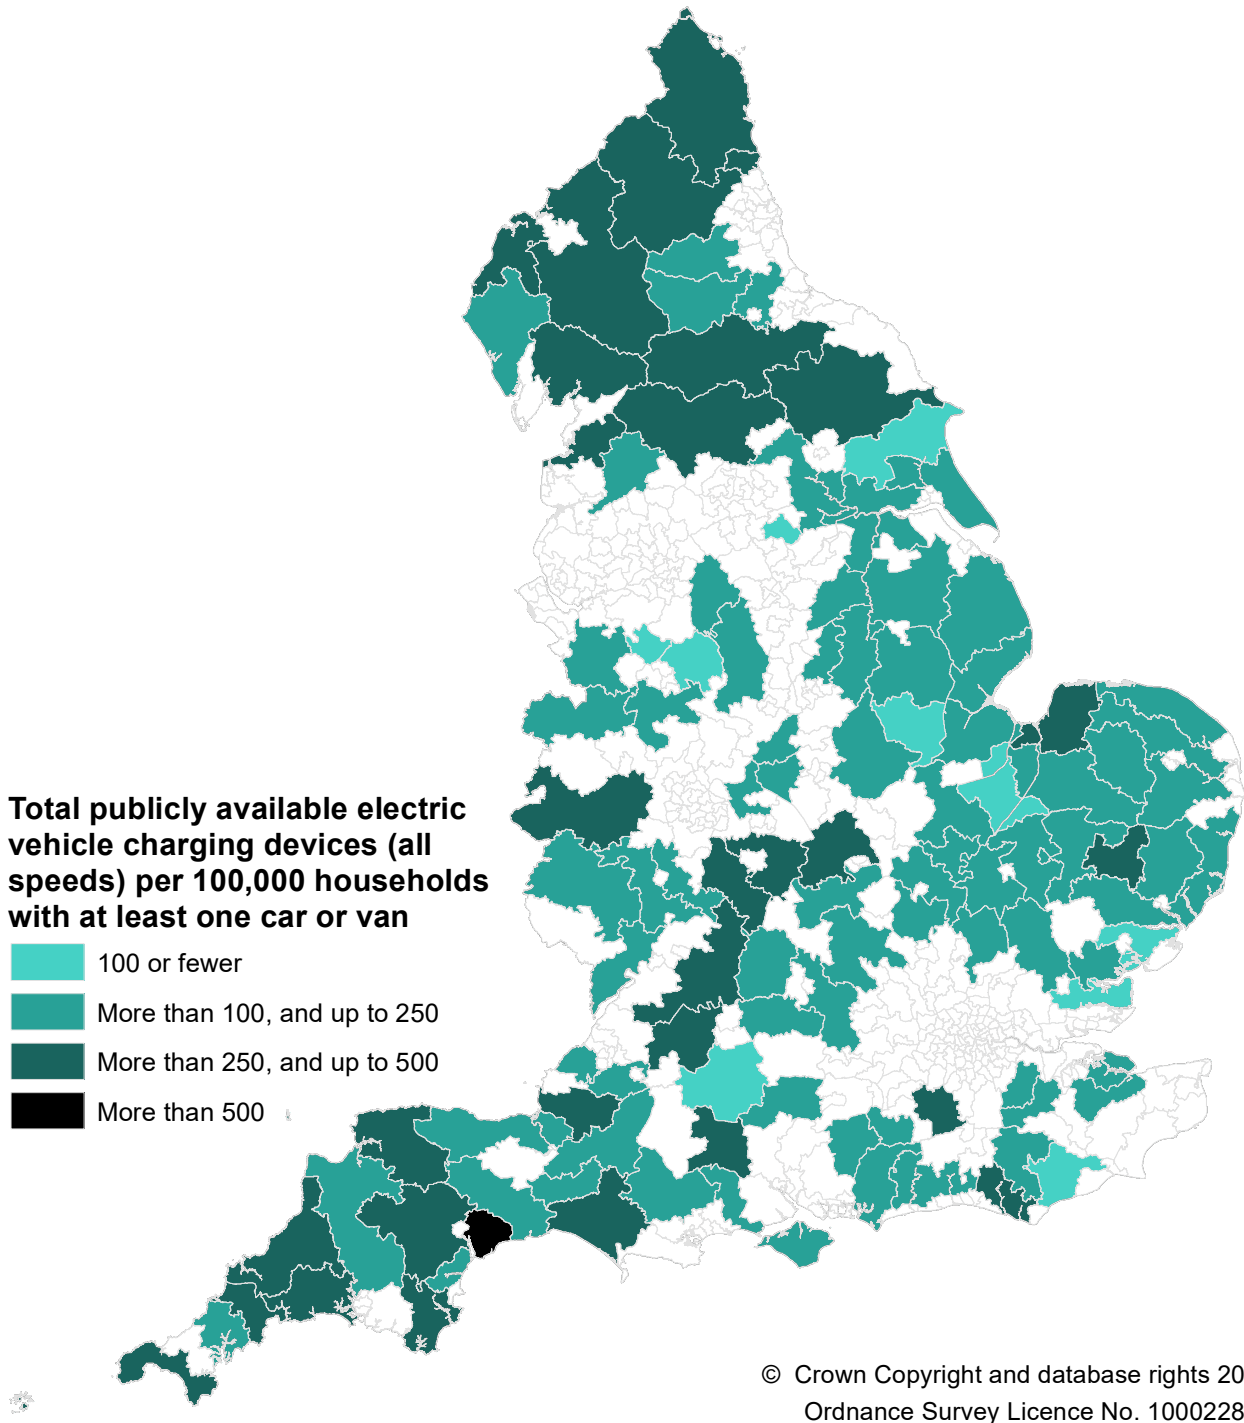 Total publicly available electric
vehicle charging devices (all
speeds) per 100,000 households
with at least one car or van
100 or fewer
More than 100, and up to 250
More than 250, and up to 500
More than 500
© Crown Copyright and database rights 20
Ordnance Survey Licence No. 1000228